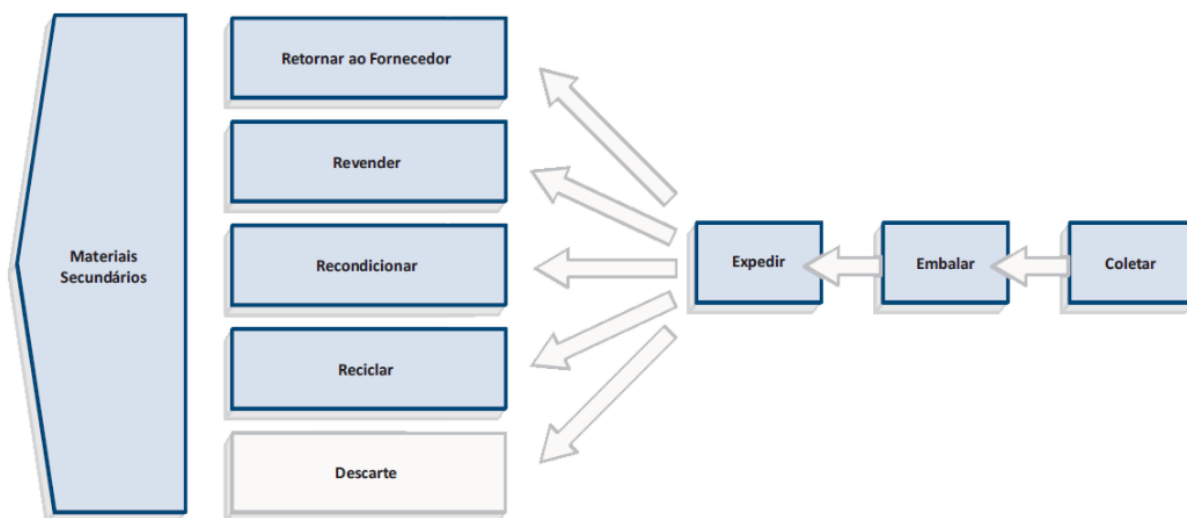 Materiais
Secundários
Retornar ao Fornecedor
Revender
Recondicionar
Reciclar
Descarte
Expedir
Embalar
Coletar